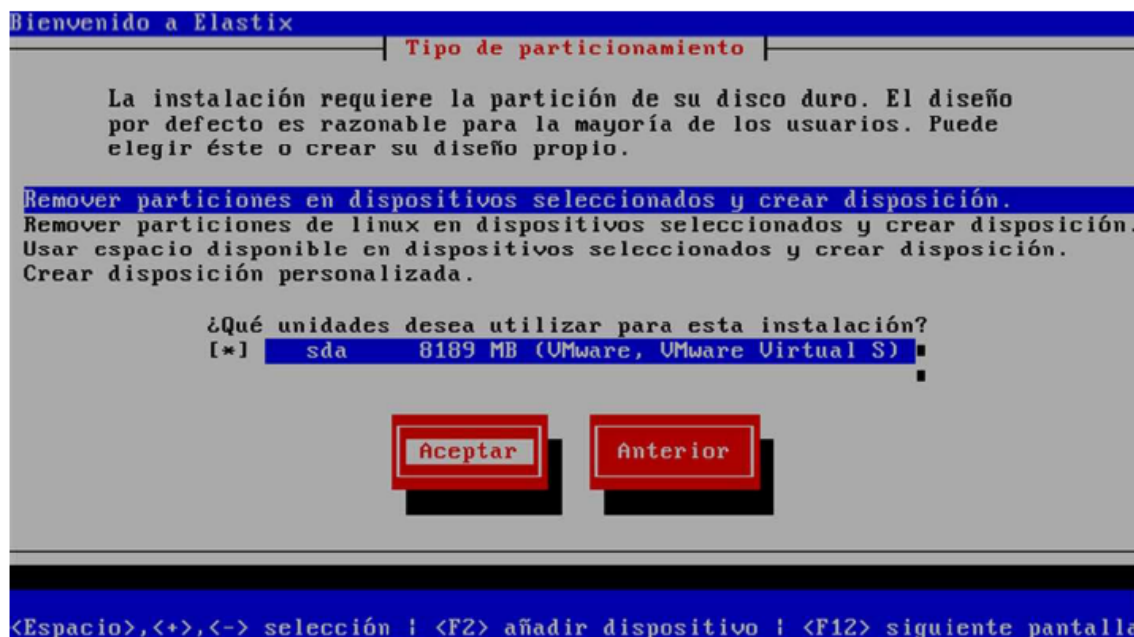 Bienvenido a Elastix
Tipo de particionamiento
La instalación requiere la partición de su disco duro. El diseño
por defecto es razonable para la mayoría de los usuarios. Puede
elegir éste o crear su diseño propio.
Remover particiones en dispositivos seleccionados y crear disposición.
Remover particiones de linux en dispositivos seleccionados y crear disposición.
Usar espacio disponible en dispositivos seleccionados y crear disposición.
Crear disposición personalizada.
¿Qué unidades desea utilizar para esta instalación?
[*] sda 8189 MB (VMware, VMware Virtual S)
Aceptar Anterior
<Espacio>,<+>,<-> selección | <F2> añadir dispositivo | <F12> siguiente pantalla